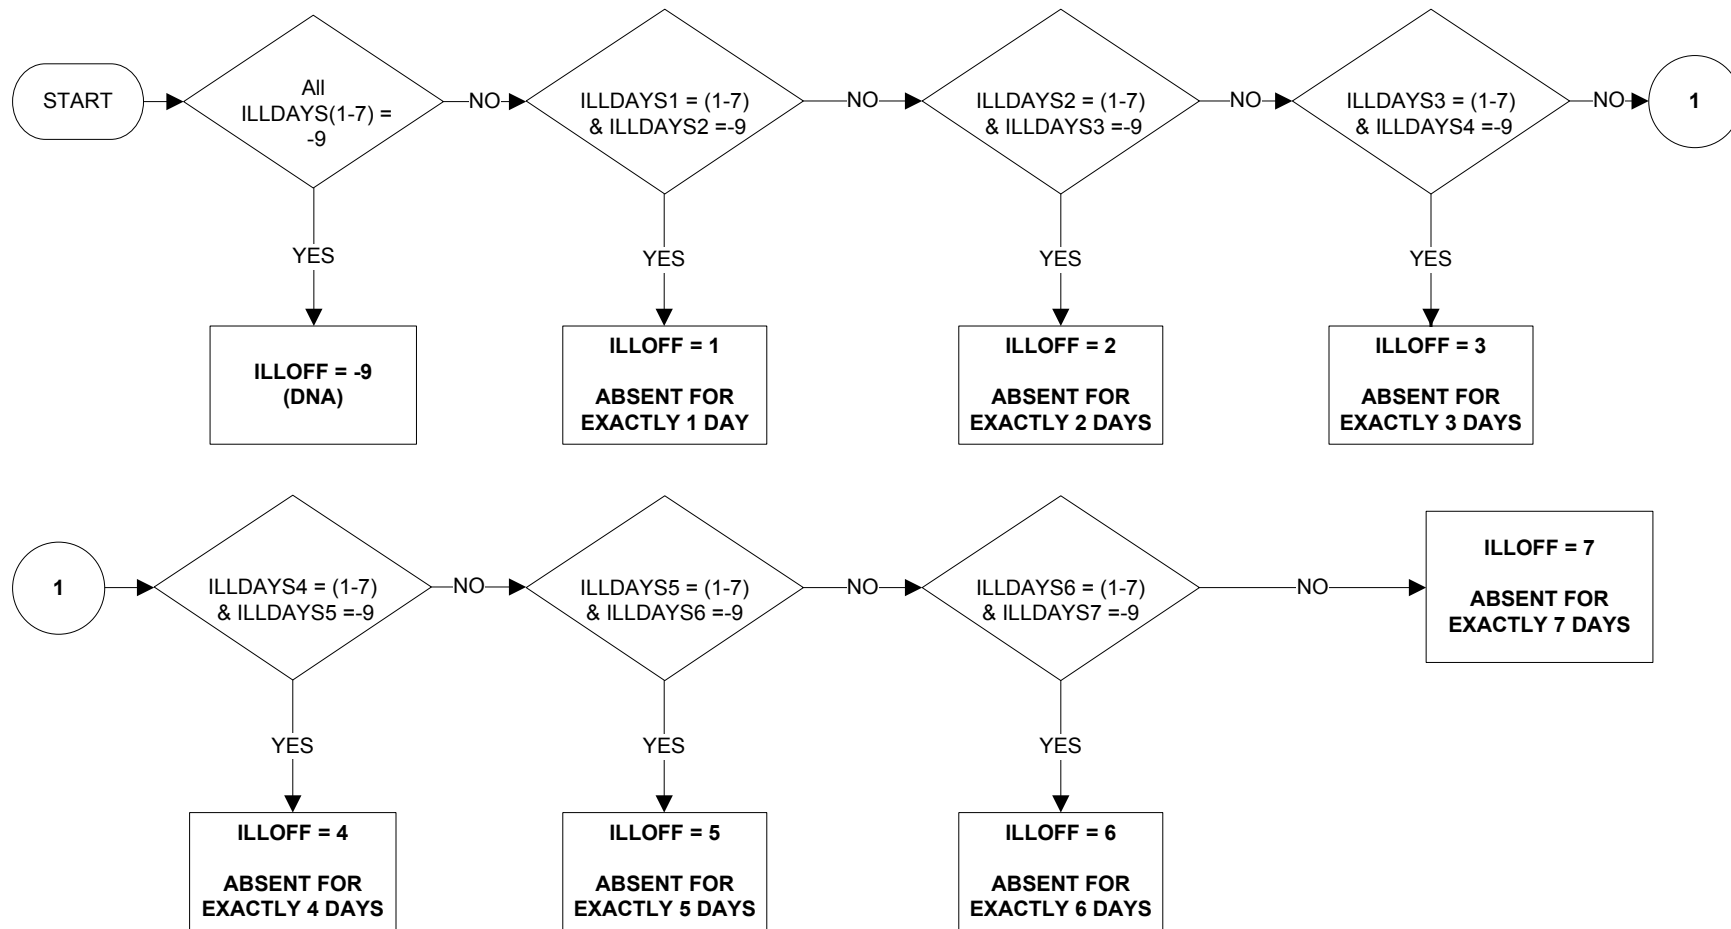 START
All
ILLDAYS(1-7) =
-9
NO
ILLDAYS1 = (1-7)
& ILLDAYS2 =-9
NO
ILLDAYS2 = (1-7)
& ILLDAYS3 =-9
NO
ILLDAYS3 = (1-7)
& ILLDAYS4 =-9
NO
1
YES
YES
YES
YES
ILLOFF = -9
(DNA)
ILLOFF = 1
ABSENT FOR
EXACTLY 1 DAY
ILLOFF = 2
ABSENT FOR
EXACTLY 2 DAYS
ILLOFF = 3
ABSENT FOR
EXACTLY 3 DAYS
1
ILLDAYS4 = (1-7)
& ILLDAYS5 =-9
NO
ILLDAYS5 = (1-7)
& ILLDAYS6 =-9
NO
ILLDAYS6 = (1-7)
& ILLDAYS7 =-9
NO
ILLOFF = 7
ABSENT FOR
EXACTLY 7 DAYS
YES
YES
YES
ILLOFF = 4
ABSENT FOR
EXACTLY 4 DAYS
ILLOFF = 5
ABSENT FOR
EXACTLY 5 DAYS
ILLOFF = 6
ABSENT FOR
EXACTLY 6 DAYS